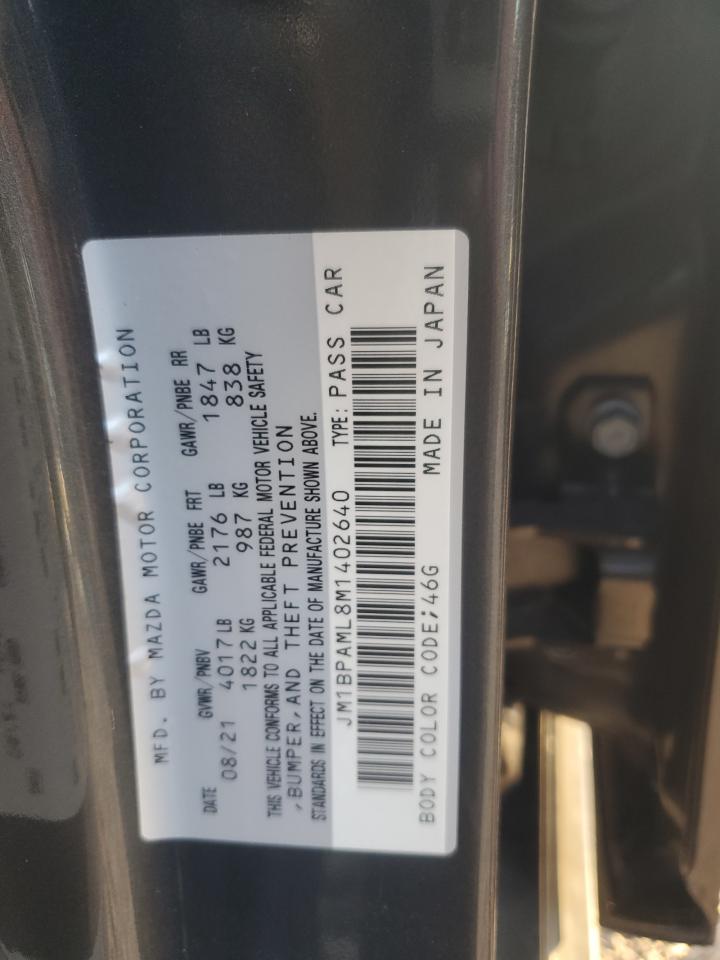 MFD. BY MAZDA MOTOR CORPORATION
DATE GVWR/PNBV GAWR/PNBE FRT GAWR/PNBE RR
08/21 4017 LB 2176 LB 1847 LB
1822 KG 987 KG 838 KG
THIS VEHICLE CONFORMS TO ALL APPLICABLE FEDERAL MOTOR VEHICLE SAFETY
,BUMPER,AND THEFT PREVENTION
STANDARDS IN EFFECT ON THE DATE OF MANUFACTURE SHOWN ABOVE.
JM1BPAML8M1402640 TYPE: PASS CAR
BODY COLOR CODE;46G MADE IN JAPAN